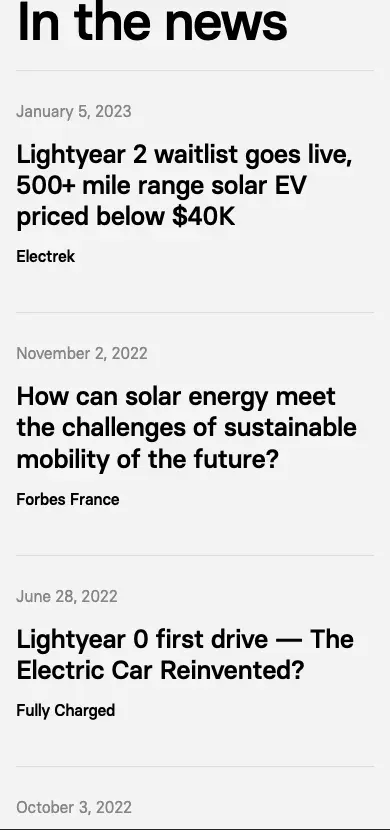 In the news
January 5, 2023
Lightyear 2 waitlist goes live,
500+ mile range solar EV
priced below $40K
Electrek
November 2, 2022
How can solar energy meet
the challenges of sustainable
mobility of the future?
Forbes France
June 28, 2022
Lightyear 0 first drive — The
Electric Car Reinvented?
Fully Charged
October 3, 2022